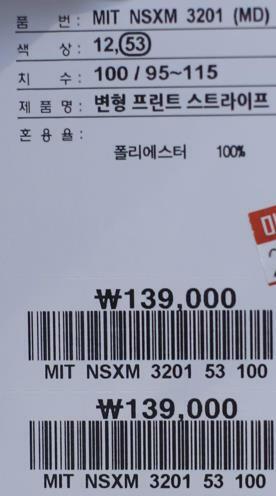 품 번: MIT NSXM 3201 (MD)
색 상: 12,53
치 수: 100 / 95~115
제 품 명: 변형 프린트 스트라이프
혼 용 율:
폴리에스터 100%
₩139,000
MIT NSXM 3201 53 100
₩139,000
MIT NSXM 3201 53 100